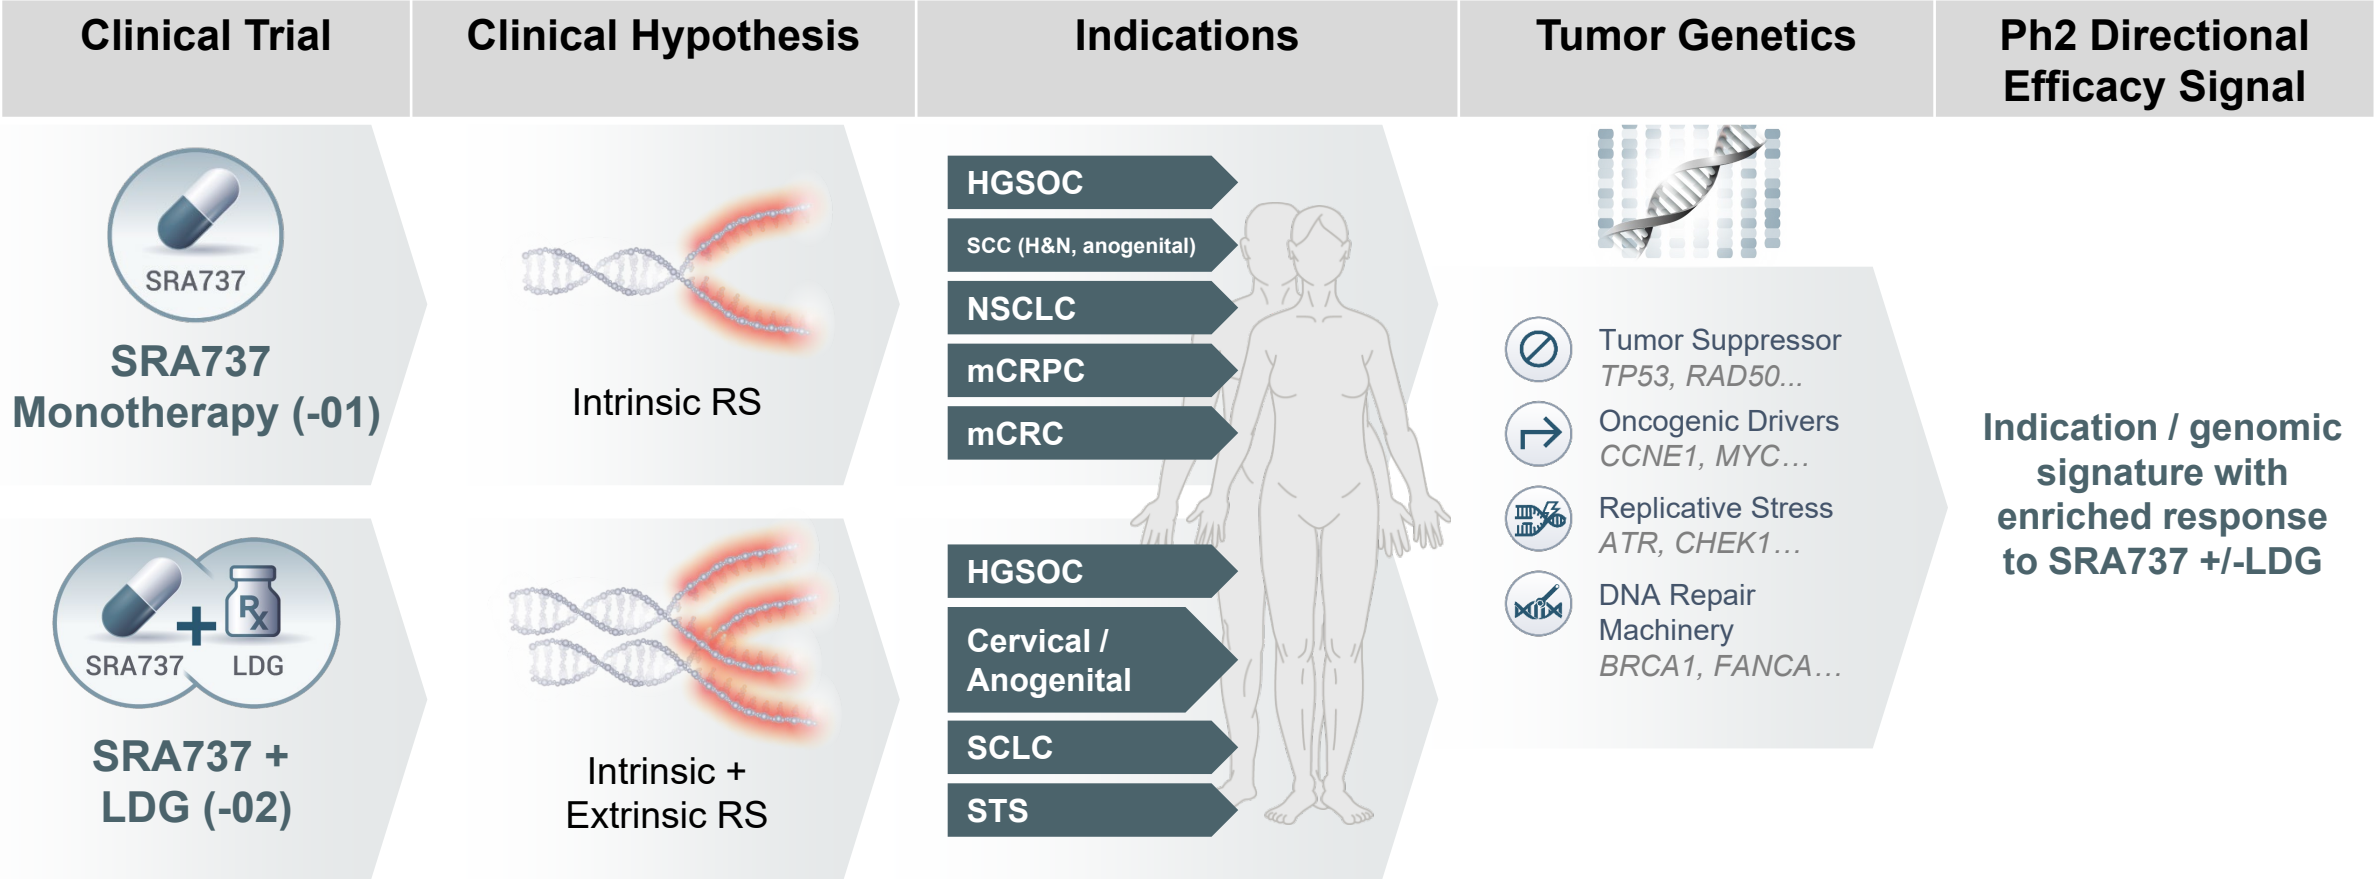 Clinical Trial
Clinical Hypothesis
Indications
Tumor Genetics
Ph2 Directional
Efficacy Signal
SRA737
SRA737
Monotherapy (-01)
Intrinsic RS
HGSOC
SCC (H&N, anogenital)
NSCLC
mCRPC
mCRC
SRA737
+
Rx
LDG
SRA737 +
LDG (-02)
Intrinsic +
Extrinsic RS
HGSOC
Cervical /
Anogenital
SCLC
STS
Tumor Suppressor
TP53, RAD50...
Oncogenic Drivers
CCNE1, MYC…
Replicative Stress
ATR, CHEK1…
DNA Repair
Machinery
BRCA1, FANCA…
Indication / genomic
signature with
enriched response
to SRA737 +/-LDG